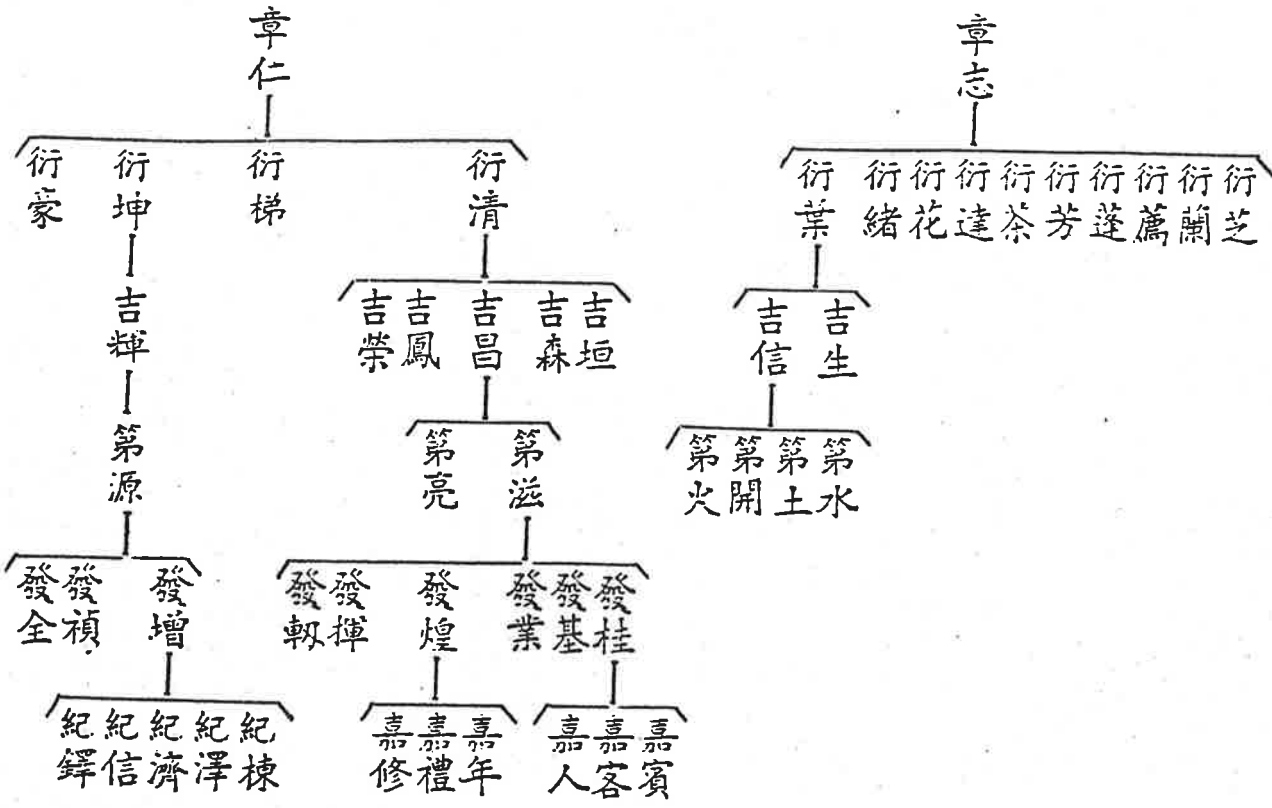 章志
章仁
衍芝
衍蘭
衍薦
衍蓬
衍芳
衍茶
衍達
衍花
衍緒
衍葉
衍清
衍梯
衍坤
衍豪
吉生
吉信
吉垣
吉森
吉昌
吉鳳
吉榮
吉輝
第水
第土
第開
第火
第滋
第亮
第源
發桂
發基
發業
發煌
發揮
發軔
發增
發禎
發全
嘉賓
嘉客
嘉人
嘉年
嘉禮
嘉修
紀棟
紀澤
紀濟
紀信
紀鐸